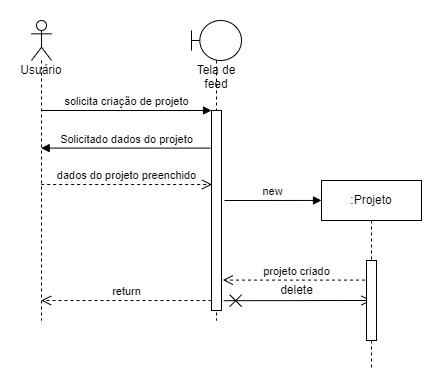 Usuário
Tela de
feed
solicita criação de projeto
Solicitado dados do projeto
dados do projeto preenchido
new
:Projeto
projeto criado
return
delete